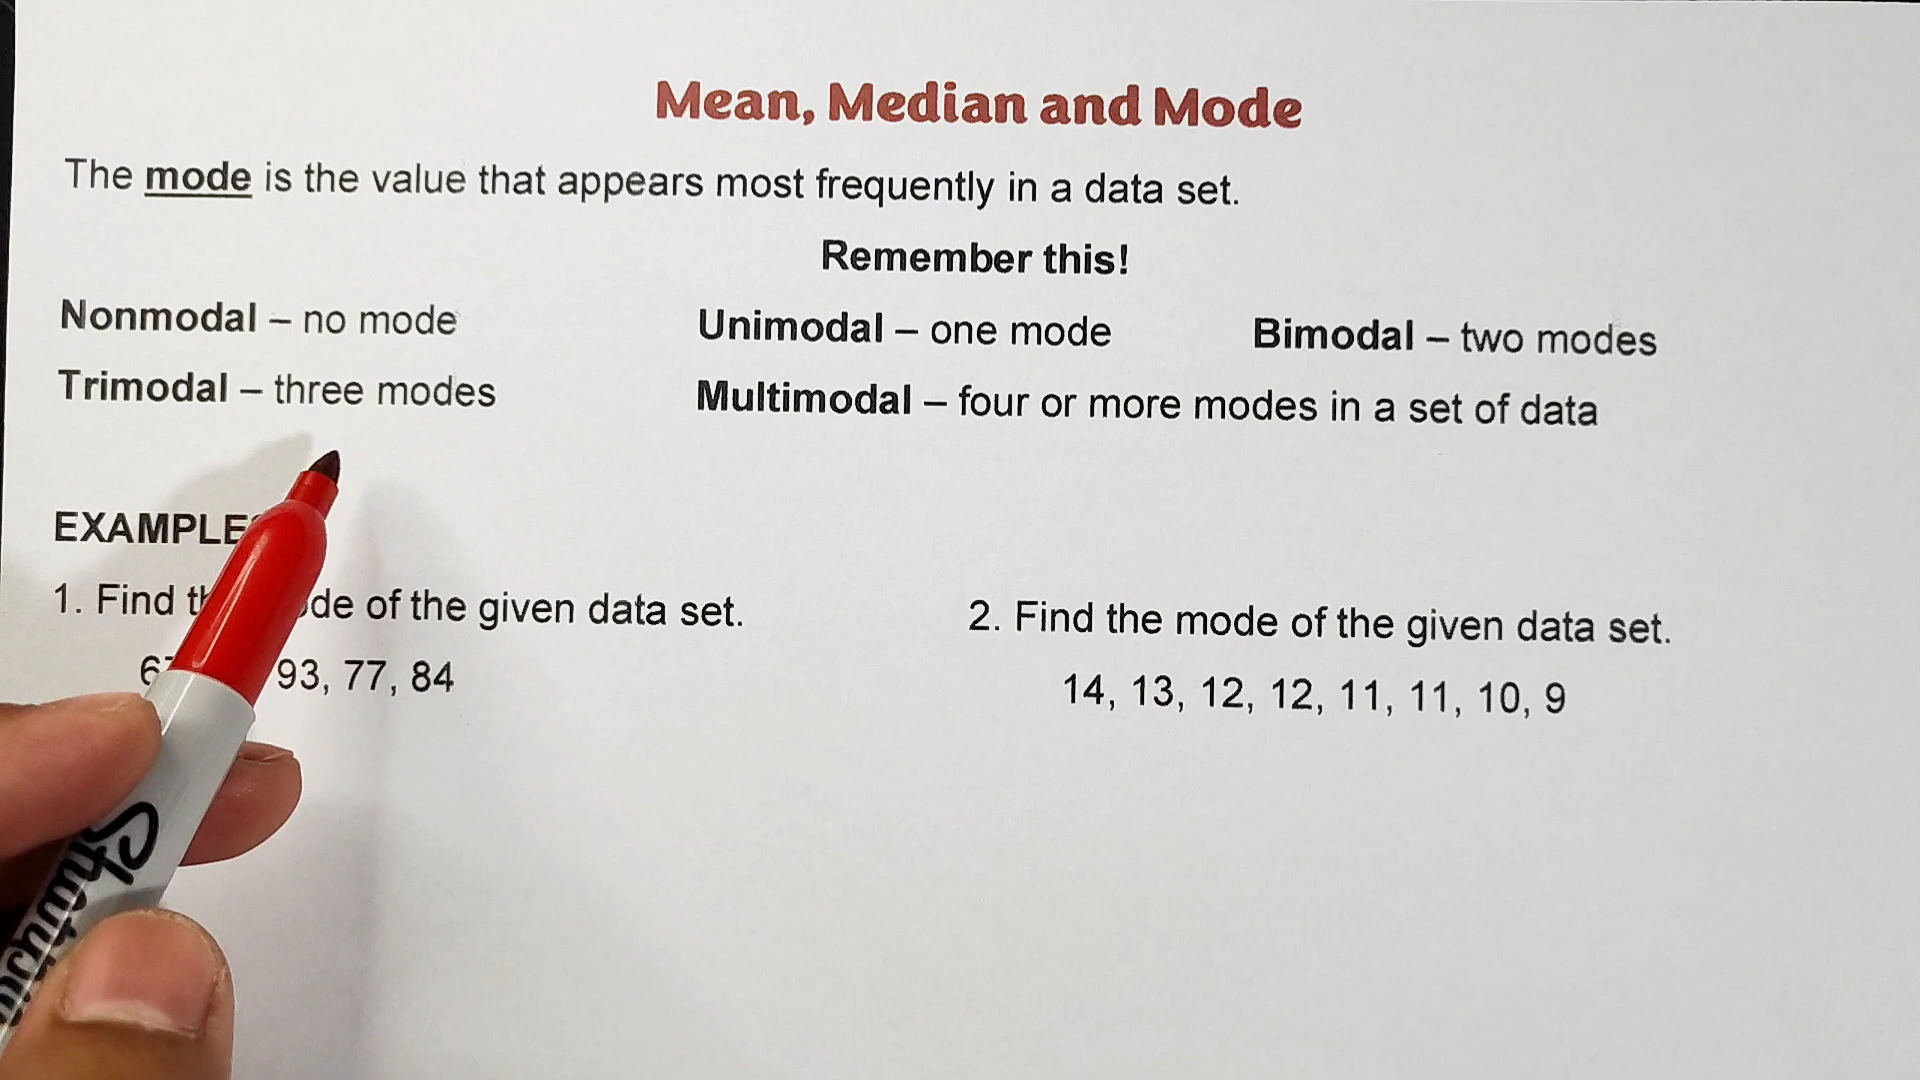 Mean, Median and Mode
The mode is the value that appears most frequently in a data set.
Remember this!
Nonmodal – no mode Unimodal – one mode Bimodal – two modes
Trimodal – three modes Multimodal – four or more modes in a set of data
EXAMPLE
1. Find de of the given data set. 2. Find the mode of the given data set.
93, 77, 84 14, 13, 12, 12, 11, 11, 10, 9
Sharpie